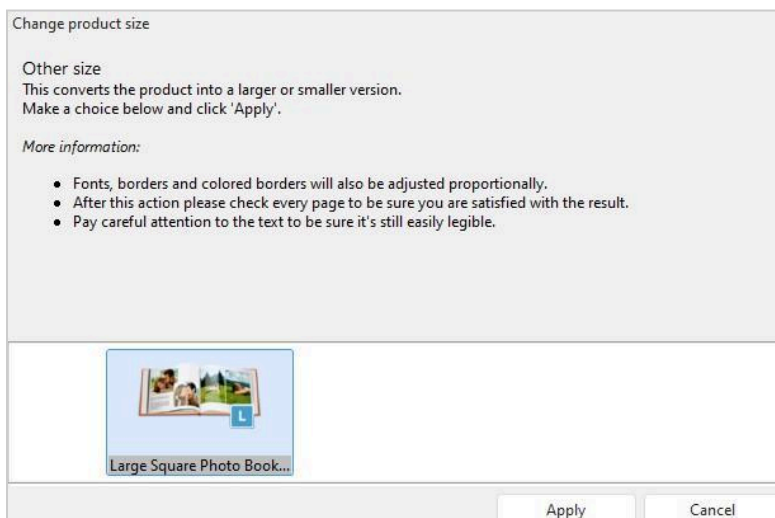 Change product size
Other size
This converts the product into a larger or smaller version.
Make a choice below and click 'Apply'.
More information:
• Fonts, borders and colored borders will also be adjusted proportionally.
• After this action please check every page to be sure you are satisfied with the result.
• Pay careful attention to the text to be sure it's still easily legible.
L
Large Square Photo Book...
Apply Cancel